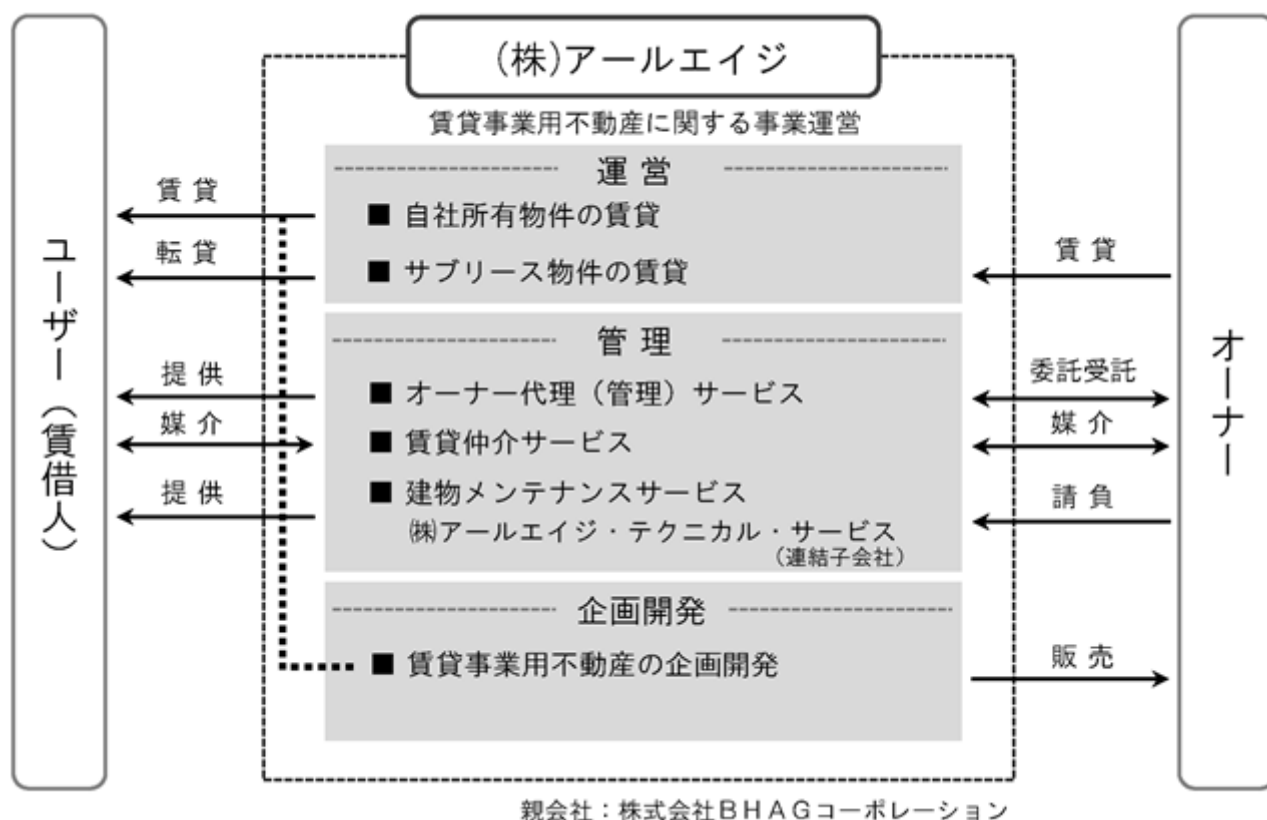 (株)アールエイジ
賃貸事業用不動産に関する事業運営
ユーザー（賃借人）
賃 貸
転 貸
提 供
媒 介
提 供
運 営
■ 自社所有物件の賃貸
■ サブリース物件の賃貸
管 理
■ オーナー代理（管理）サービス
■ 賃貸仲介サービス
■ 建物メンテナンスサービス
㈱アールエイジ・テクニカル・サービス
（連結子会社）
企画開発
■ 賃貸事業用不動産の企画開発
賃 貸
委託受託
媒 介
請 負
販 売
オーナー
親会社：株式会社ＢＨＡＧコーポレーション